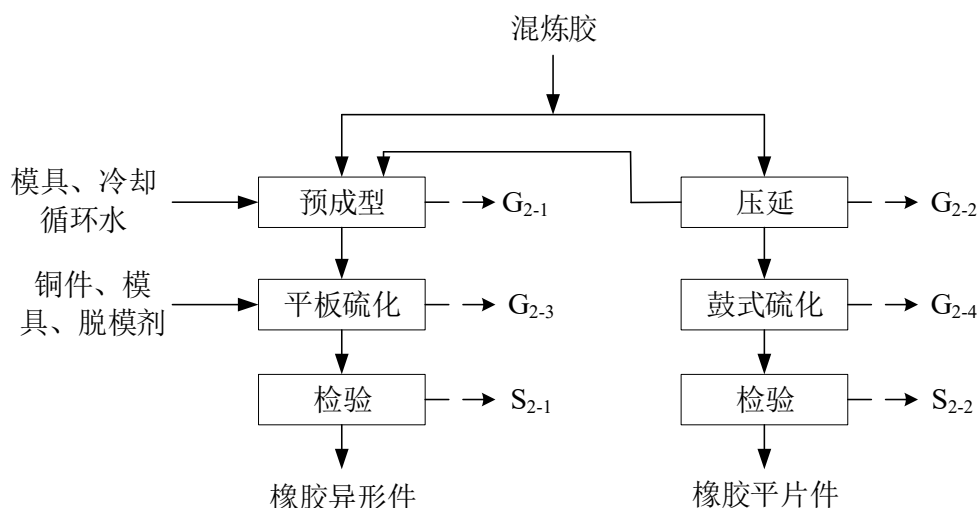 混炼胶
模具、冷却
循环水
预成型
G2-1
压延
G2-2
铜件、模
具、脱模剂
平板硫化
G2-3
鼓式硫化
G2-4
检验
S2-1
检验
S2-2
橡胶异形件
橡胶平片件